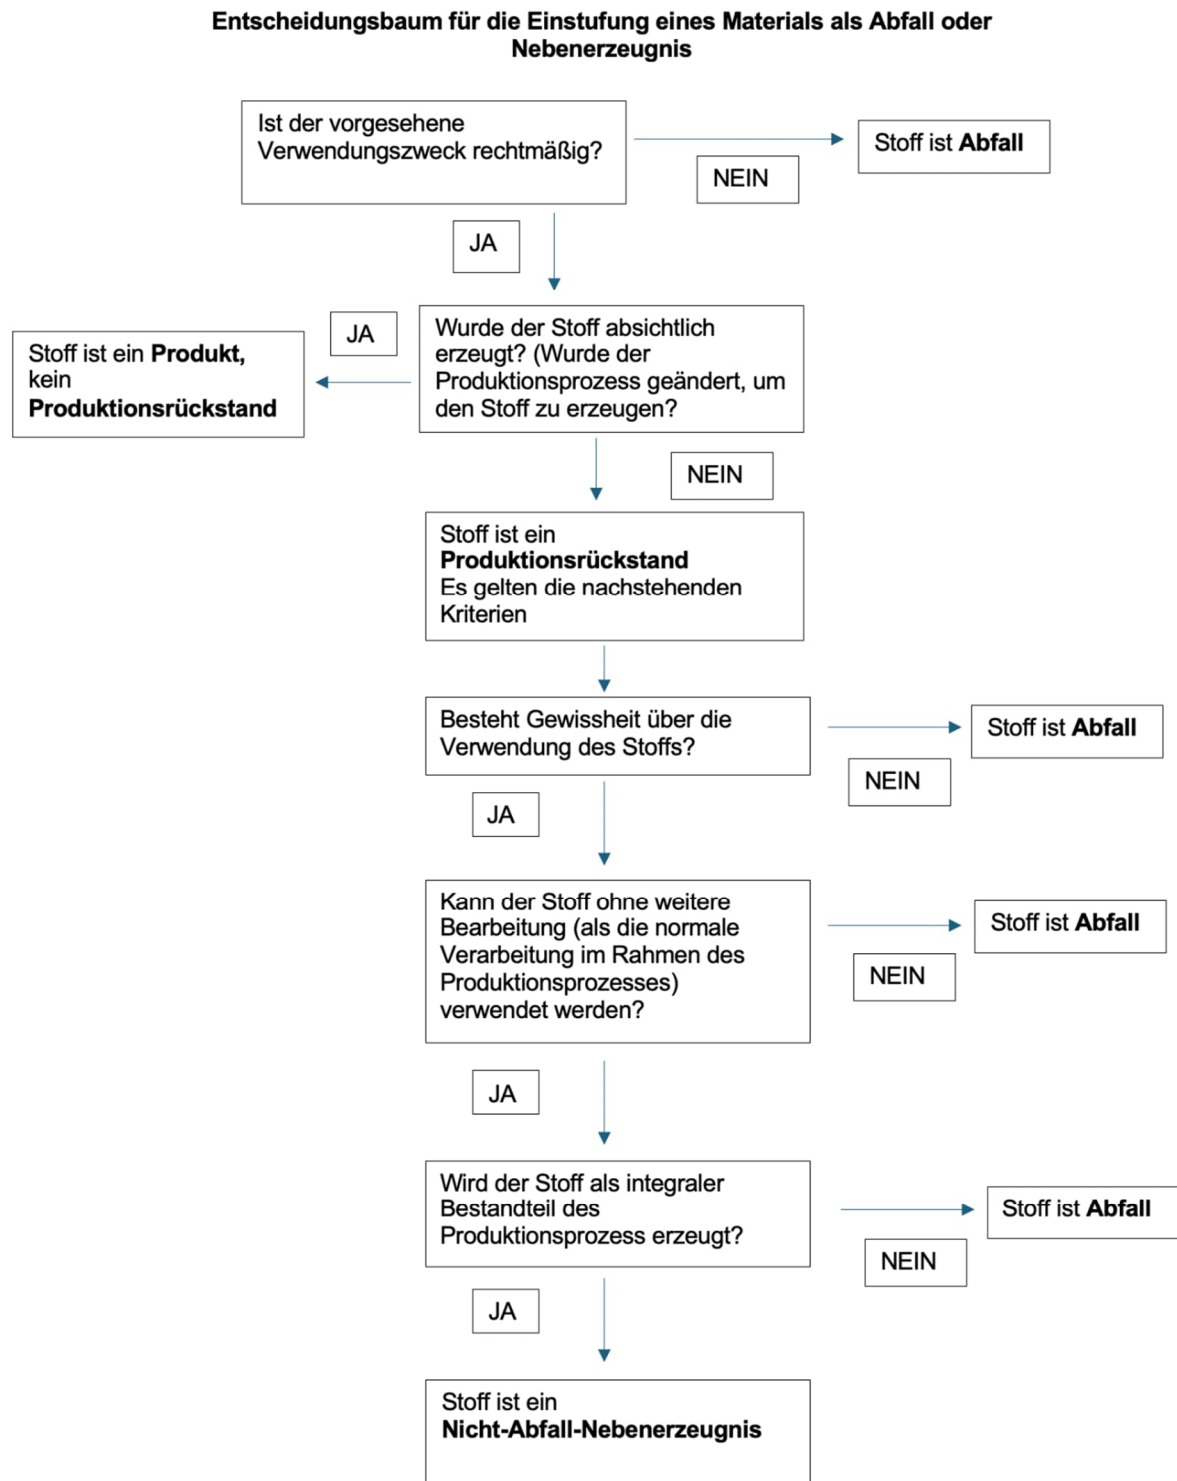 Entscheidungsbaum für die Einstufung eines Materials als Abfall oder
Nebenerzeugnis
Ist der vorgesehene
Verwendungszweck rechtmäßig?
NEIN
Stoff ist Abfall
JA
Wurde der Stoff absichtlich
erzeugt? (Wurde der
Produktionsprozess geändert, um
den Stoff zu erzeugen?
JA
Stoff ist ein Produkt,
kein
Produktionsrückstand
NEIN
Stoff ist ein
Produktionsrückstand
Es gelten die nachstehenden
Kriterien
Besteht Gewissheit über die
Verwendung des Stoffs?
NEIN
Stoff ist Abfall
JA
Kann der Stoff ohne weitere
Bearbeitung (als die normale
Verarbeitung im Rahmen des
Produktionsprozesses)
verwendet werden?
NEIN
Stoff ist Abfall
JA
Wird der Stoff als integraler
Bestandteil des
Produktionsprozess erzeugt?
NEIN
Stoff ist Abfall
JA
Stoff ist ein
Nicht-Abfall-Nebenerzeugnis